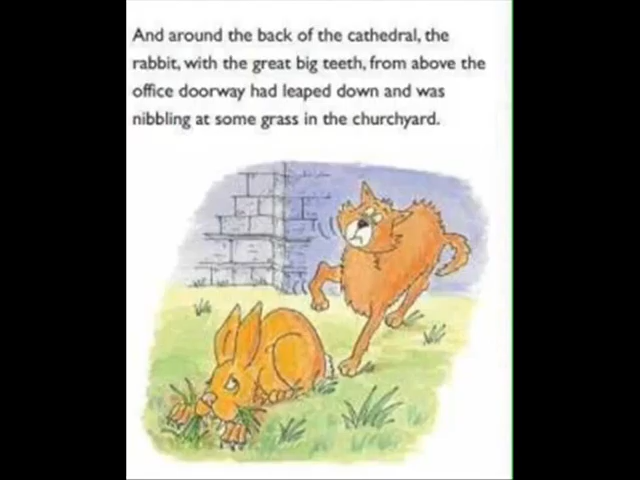 And around the back of the cathedral, the
rabbit, with the great big teeth, from above the
office doorway had leaped down and was
nibbling at some grass in the churchyard.